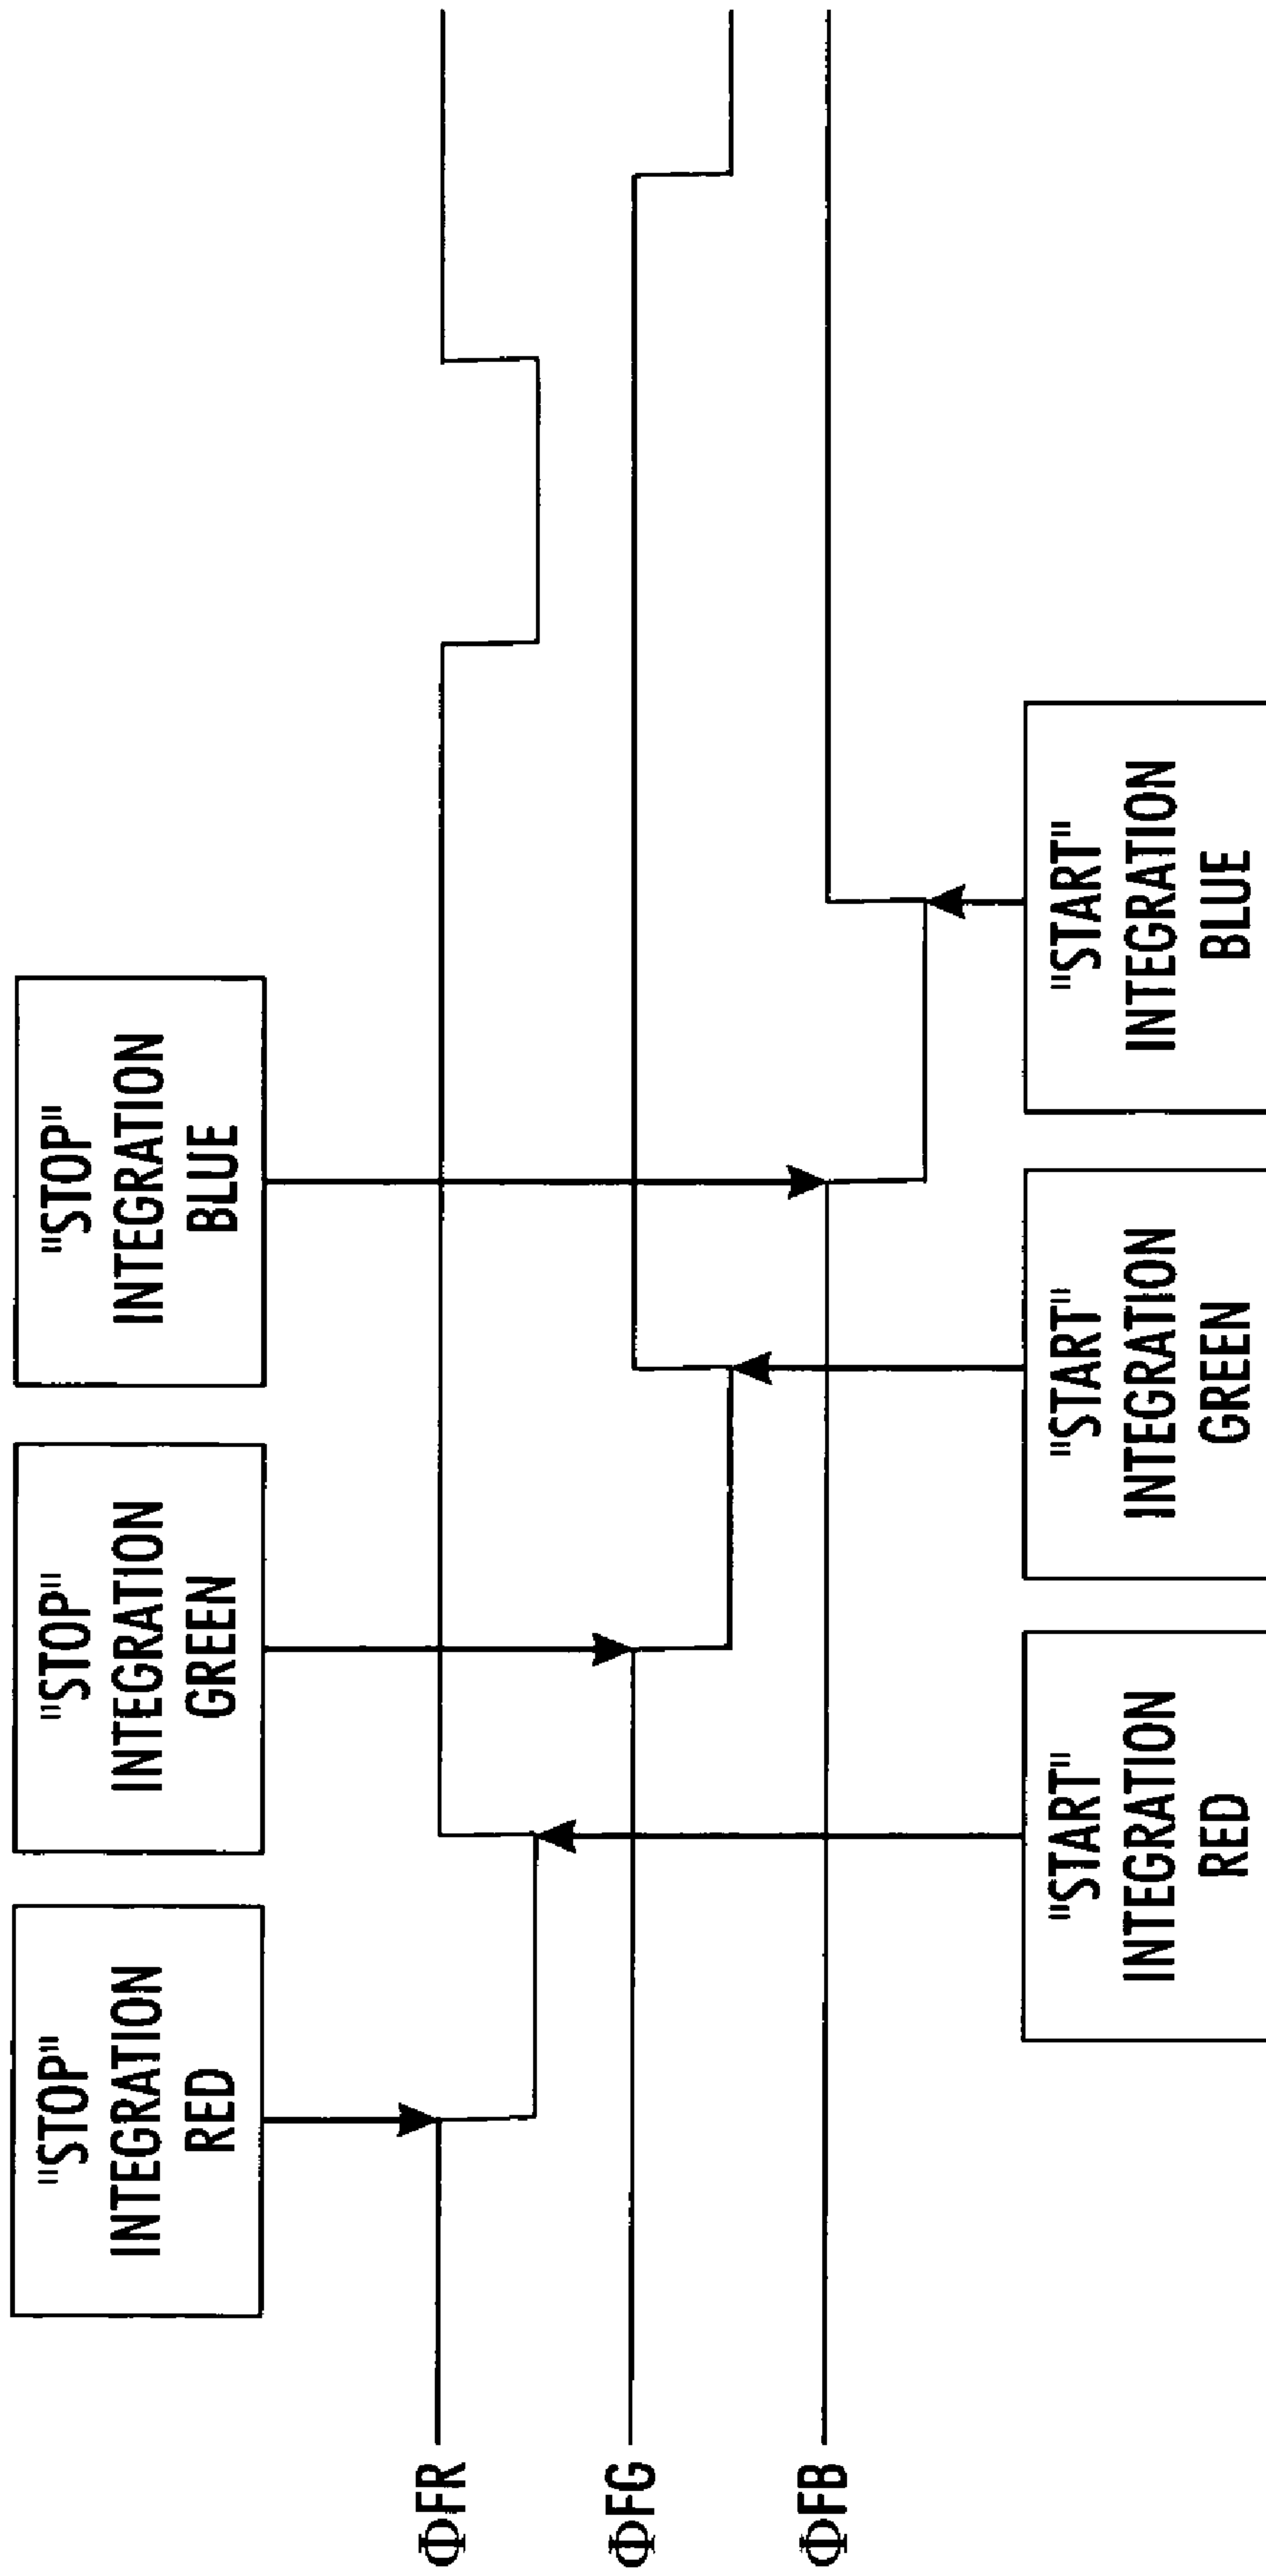 "STOP"
INTEGRATION
RED
"STOP"
INTEGRATION
GREEN
"STOP"
INTEGRATION
BLUE
ΦFR
ΦFG
ΦFB
"START"
INTEGRATION
RED
"START"
INTEGRATION
GREEN
"START"
INTEGRATION
BLUE